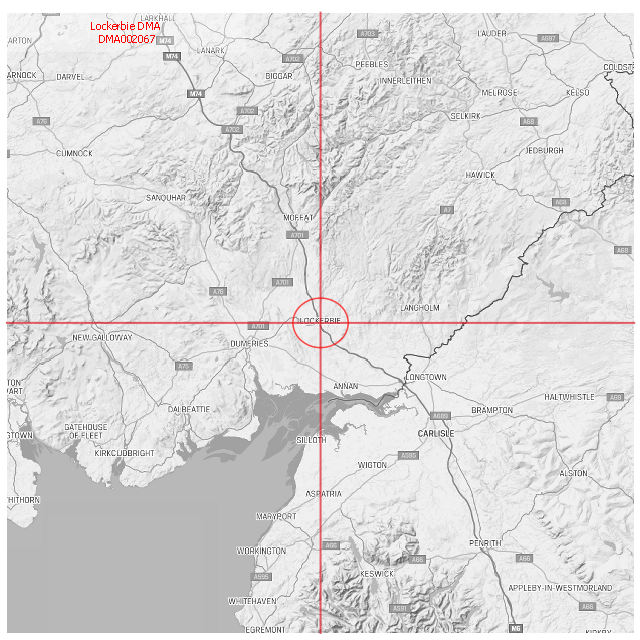 LARKHALL
Lockerbie DMA
DMA002067
M74
LAUDER
A703
A697
ARTON
LANARK
M74
A702
PEEBLES
COLDST
ARNOCK
DARVEL
BIGGAR
INNERLEITHEN
M74
MELROSE
KELSO
A702
A76
SELKIRK
A68
A702
CUMNOCK
JEDBURGH
HAWICK
SANQUHAR
A68
A7
MOFFAT
A701
A68
A701
A76
LANGHOLM
LOCKERBIE
A701
NEW GALLOWAY
DUMFRIES
A75
TON
LONGTOWN
ANNAN
WART
HALTWHISTLE
A69
DALBEATTIE
BRAMPTON
A689
GATEHOUSE
OF FLEET
GTOWN
CARLISLE
SILLOTH
KIRKCUDBRIGHT
A595
WIGTON
ALSTON
ASPATRIA
HITHORN
MARYPORT
A66
PENRITH
WORKINGTON
A66
A66
KESWICK
A595
APPLEBY-IN-WESTMORLAND
WHITEHAVEN
A591
A66
EGREMONT
M6
KIRKBY